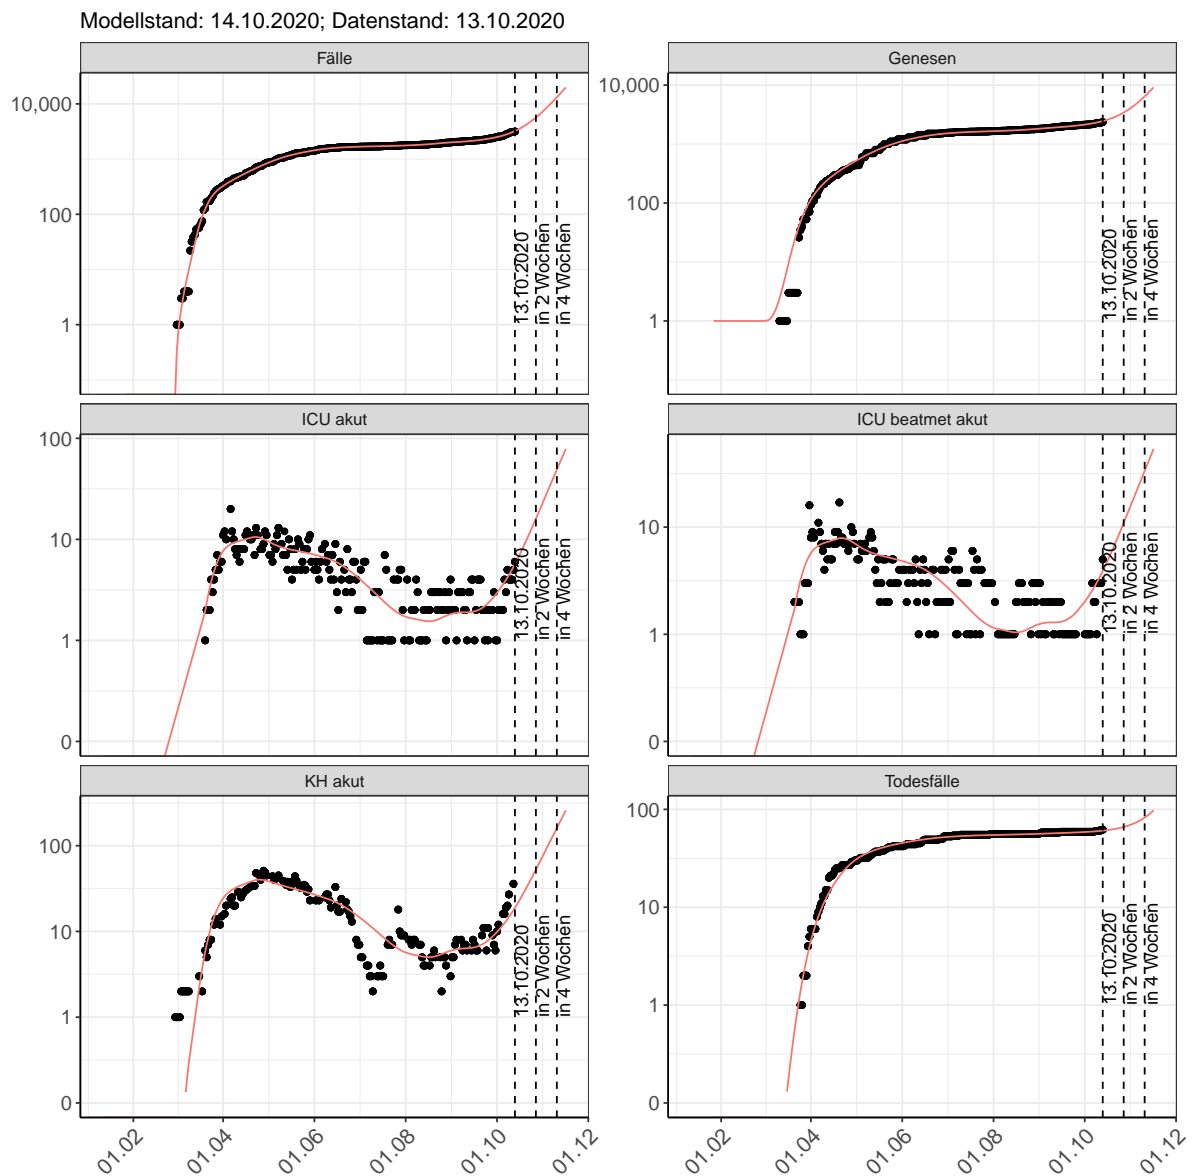 Modellstand: 14.10.2020; Datenstand: 13.10.2020
Fälle
Genesen
10,000
100
1
13.10.2020
in 2 Wochen
in 4 Wochen
10,000
100
1
13.10.2020
in 2 Wochen
in 4 Wochen
ICU akut
ICU beatmet akut
100
10
1
0
13.10.2020
in 2 Wochen
in 4 Wochen
10
1
0
13.10.2020
in 2 Wochen
in 4 Wochen
KH akut
Todesfälle
100
10
1
0
13.10.2020
in 2 Wochen
in 4 Wochen
100
10
1
0
13.10.2020
in 2 Wochen
in 4 Wochen
01.02
01.04
01.06
01.08
01.10
01.12
01.02
01.04
01.06
01.08
01.10
01.12